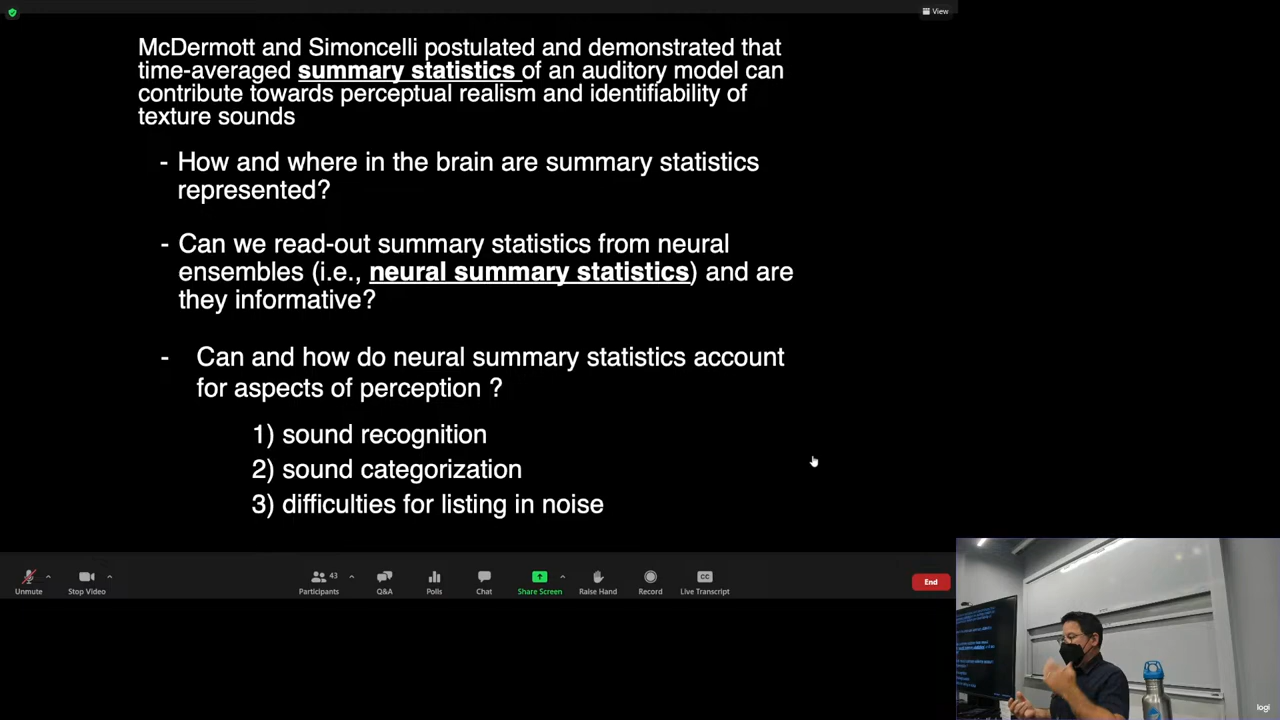 View
McDermott and Simoncelli postulated and demonstrated that
time-averaged summary statistics of an auditory model can
contribute towards perceptual realism and identifiability of
texture sounds
- How and where in the brain are summary statistics
represented?
- Can we read-out summary statistics from neural
ensembles (i.e., neural summary statistics) and are
they informative?
- Can and how do neural summary statistics account
for aspects of perception ?
1) sound recognition
2) sound categorization
3) difficulties for listing in noise
Unmute
Stop Video
43
Participants
Q&A
Polls
Chat
Share Screen
Raise Hand
Record
CC
Live Transcript
End
logi